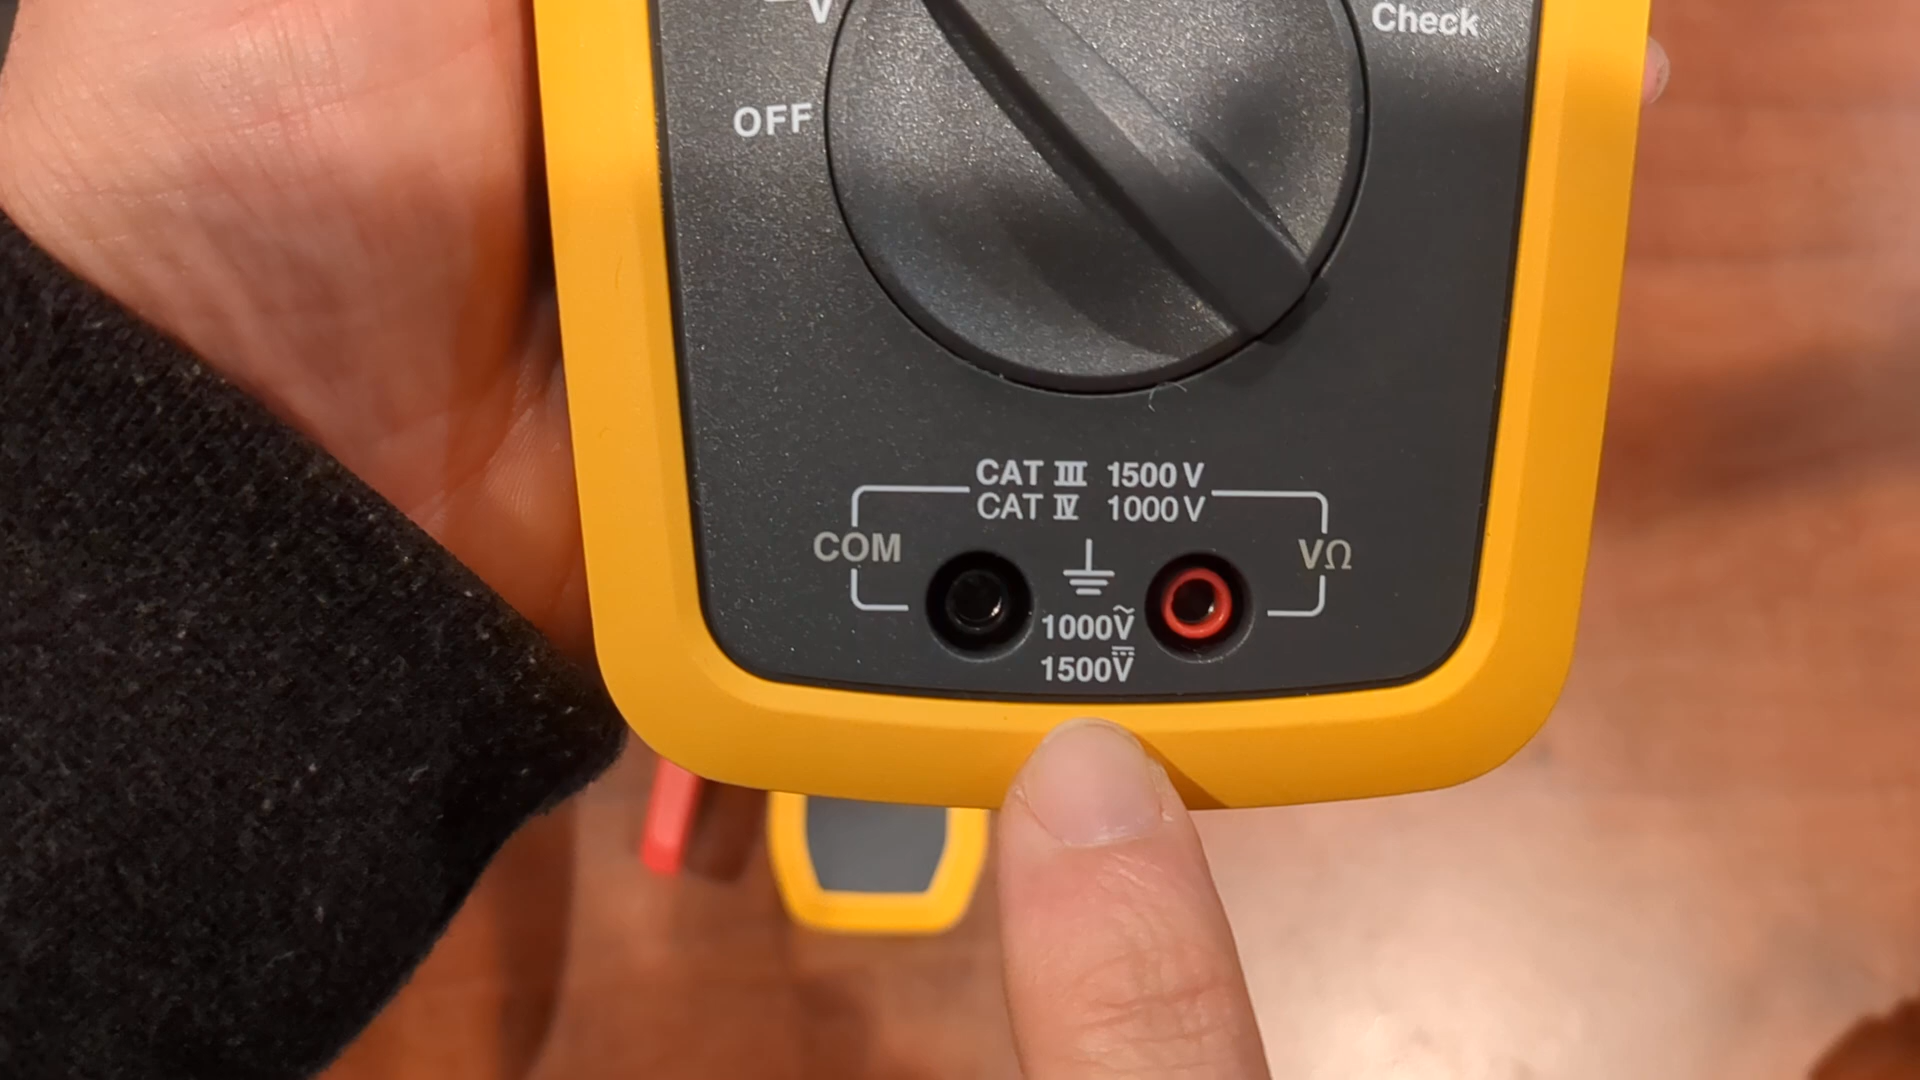 V
Check
OFF
CAT III 1500 V
CAT IV 1000 V
COM
VΩ
1000V
1500V